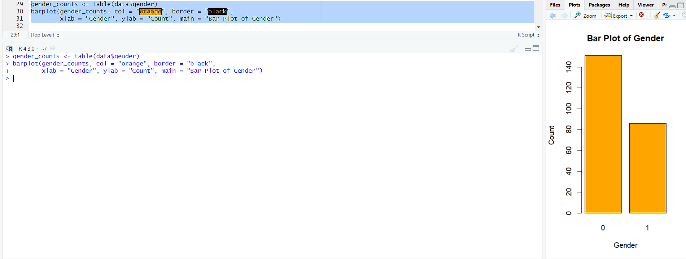 29 gender_counts <- table(data$gender)
30 barplot(gender_counts, col = "orange", border = "black",
31 xlab = "Gender", ylab = "Count", main = "Bar Plot of Gender")
32
29:1 (Top Level) R Script
> gender_counts <- table(data$gender)
> barplot(gender_counts, col = "orange", border = "black",
+ xlab = "Gender", ylab = "Count", main = "Bar Plot of Gender")
>
Files Plots Packages Help Viewer
Zoom Export
Bar Plot of Gender
Count
140
120
100
80
60
40
20
0
0 1
Gender